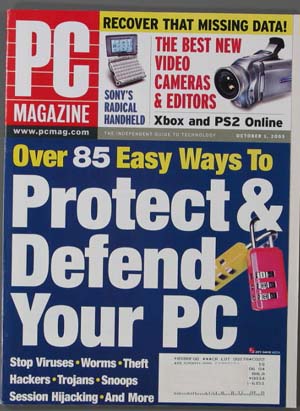 RECOVER THAT MISSING DATA!
PC
MAGAZINE
www.pcmag.com
SONY'S
RADICAL
HANDHELD
THE BEST NEW
VIDEO
CAMERAS
& EDITORS
Xbox and PS2 Online
THE INDEPENDENT GUIDE TO TECHNOLOGY
OCTOBER 1, 2003
Over 85 Easy Ways To
Protect &
Defend
Your PC
Stop Viruses • Worms • Theft
Hackers • Trojans • Snoops
Session Hijacking • And More